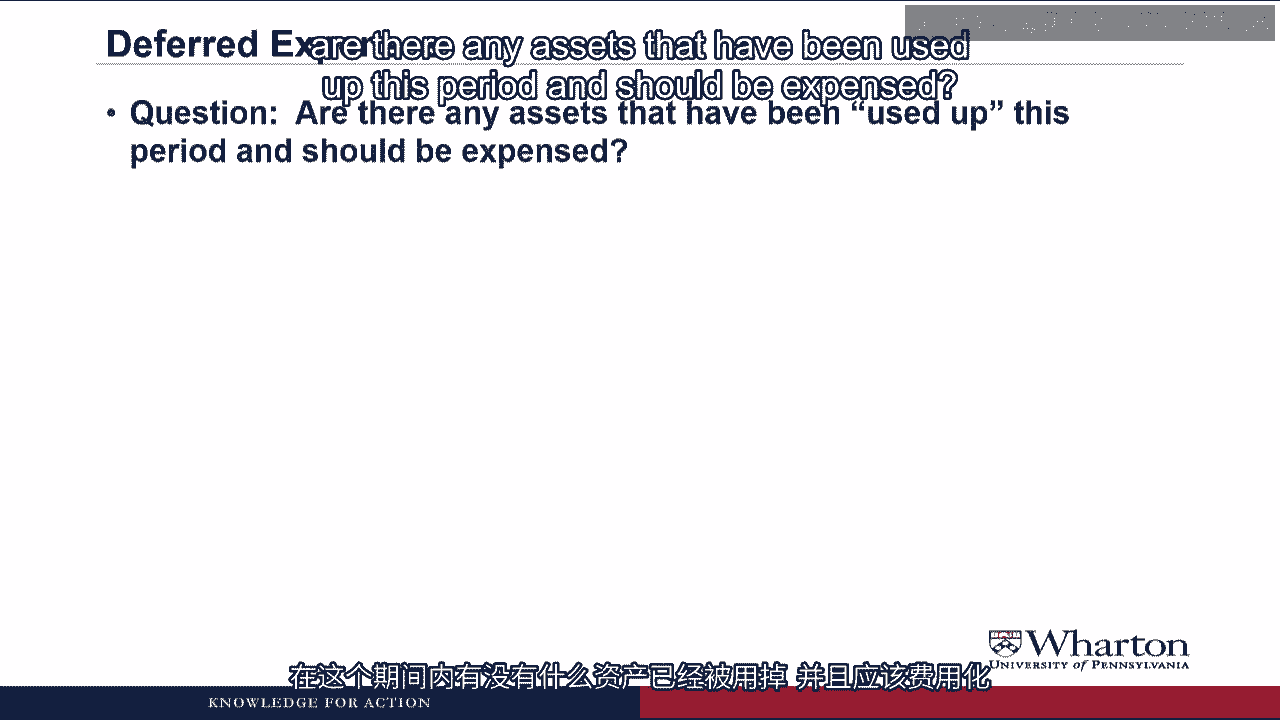 Deferred Ex
are there any assets that have been used
up this period and should be expensed?
• Question: Are there any assets that have been “used up” this
period and should be expensed?
Wharton
UNIVERSITY of PENNSYLVANIA
在这个期间内有没有什么资产已经被用掉 并且应该费用化
KNOWLEDGE FOR ACTION